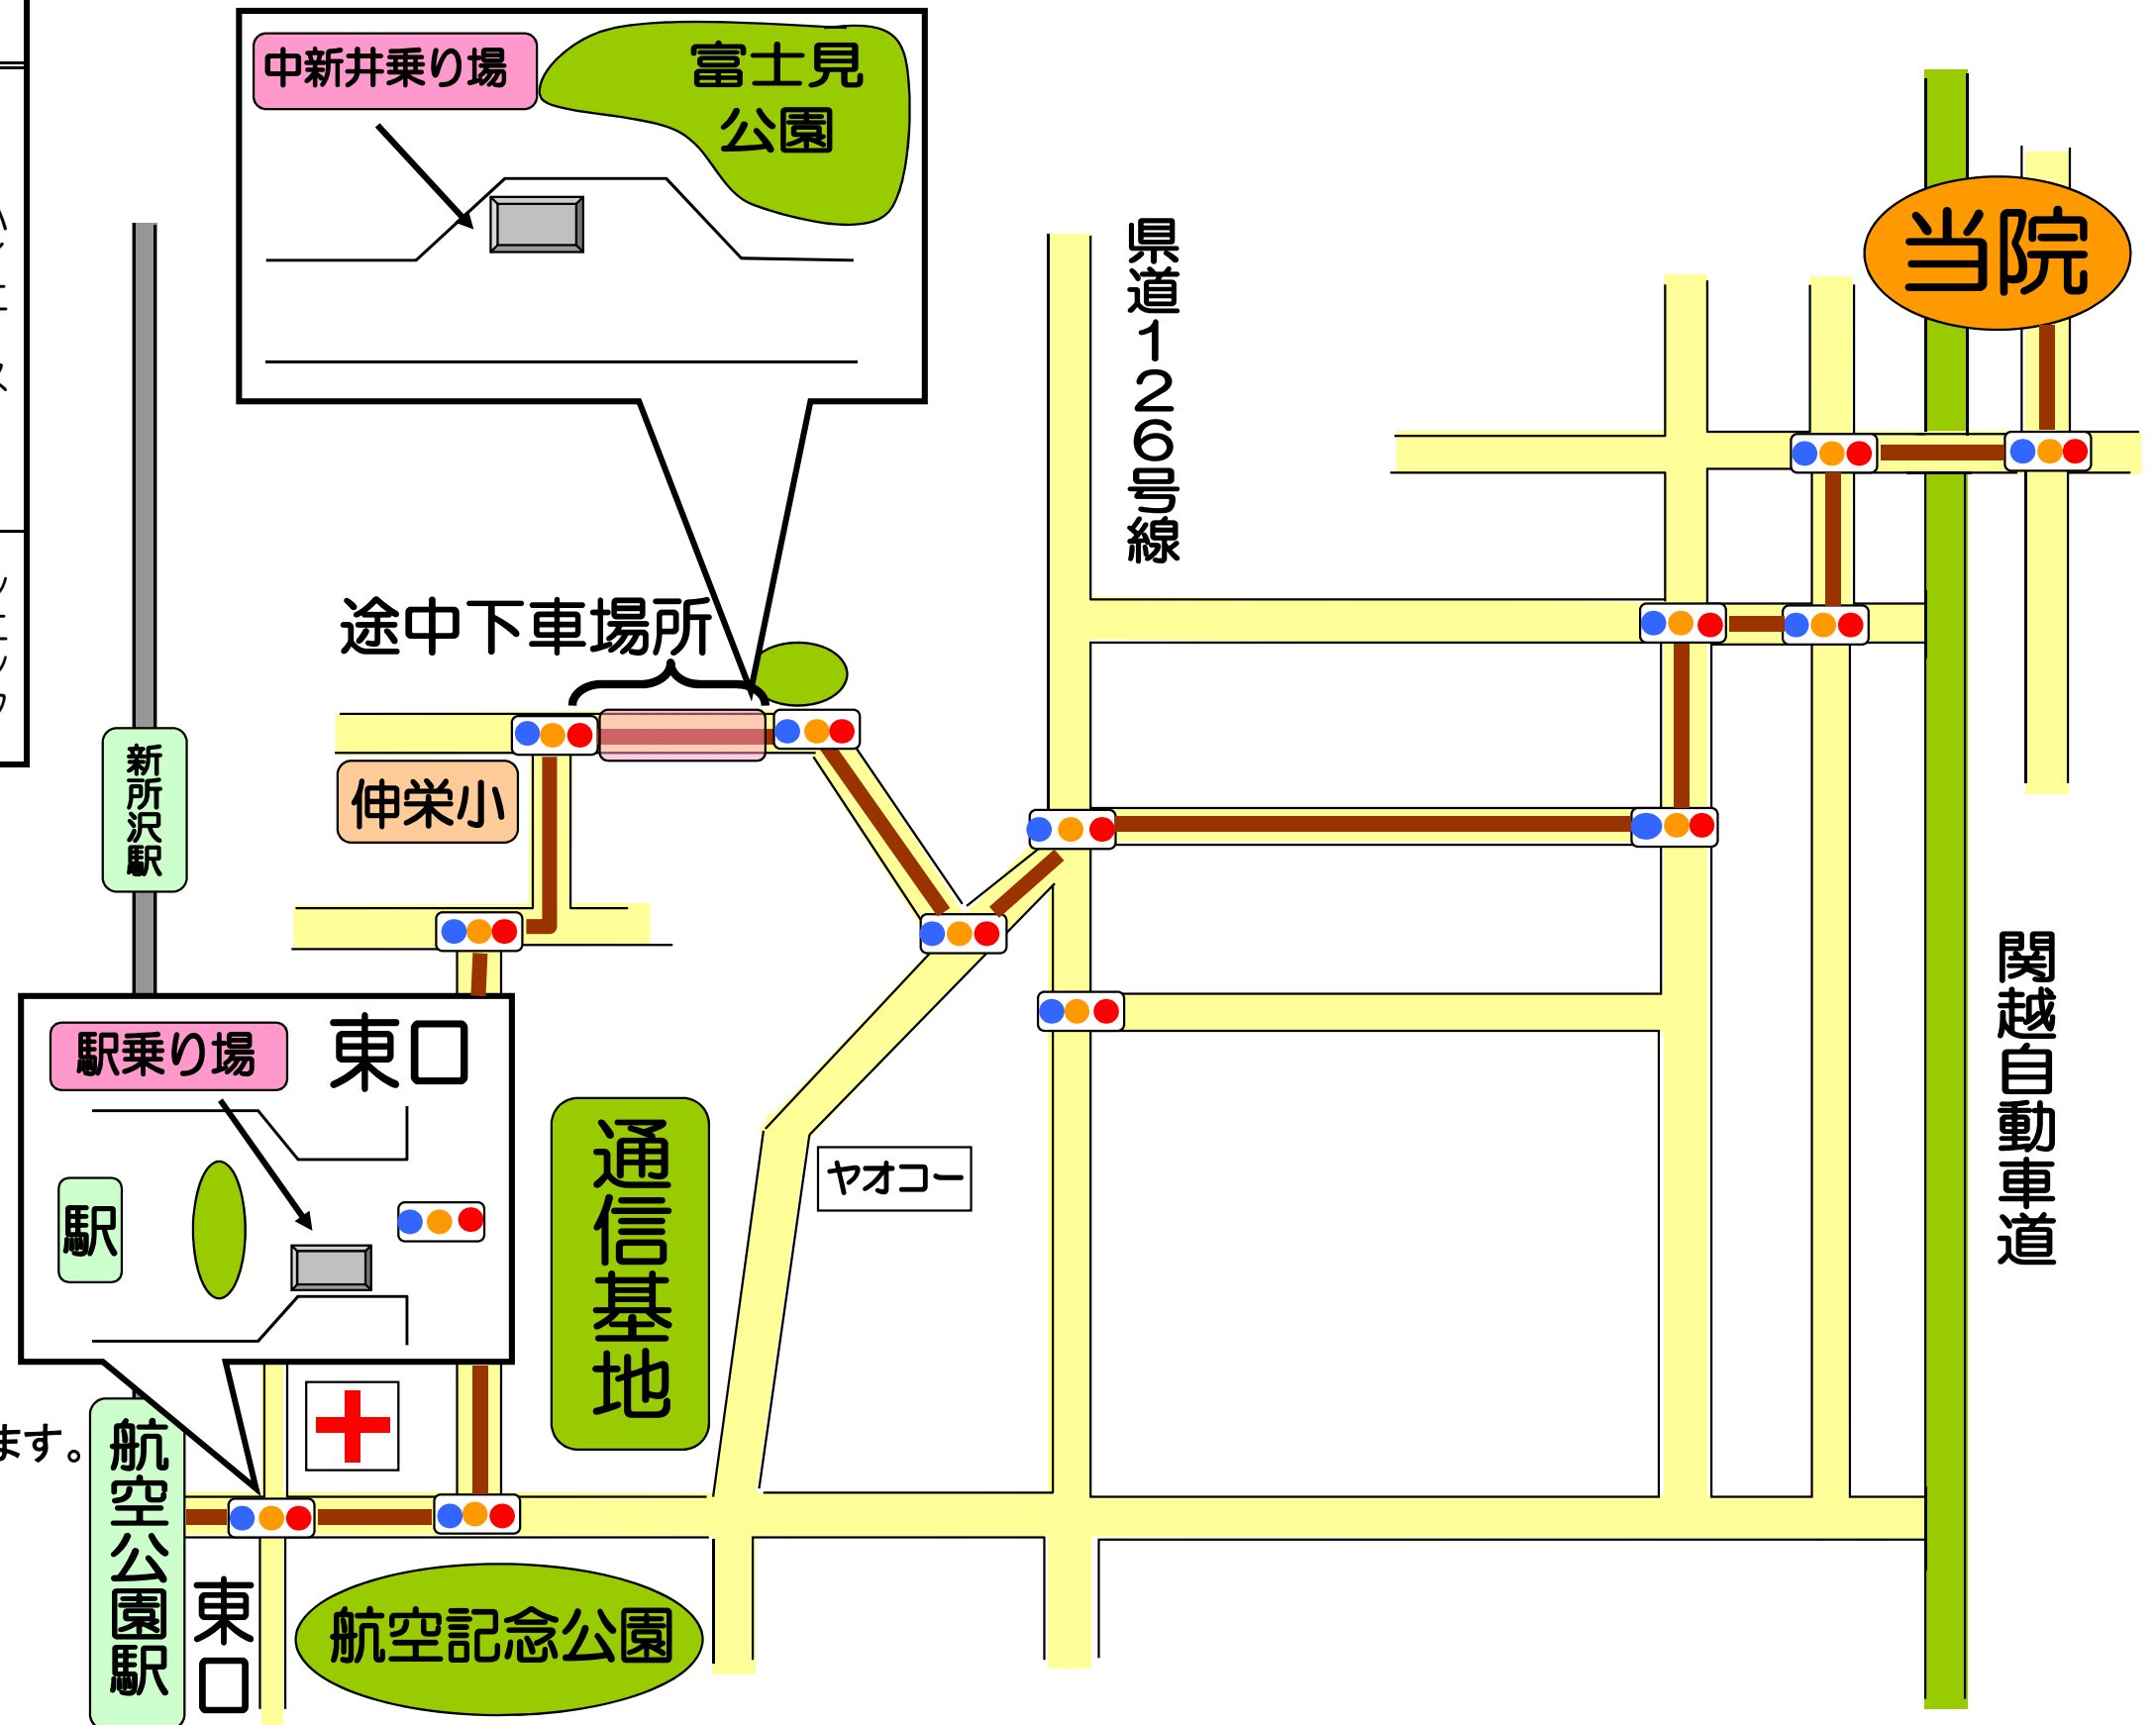 中新井乗り場
富士見
公園
県道126号線
当院
途中下車場所
新所沢駅
伸栄小
駅乗り場
東口
駅
通信基地
ヤオコー
関越自動車道
ます。
航空公園駅
東口
航空記念公園